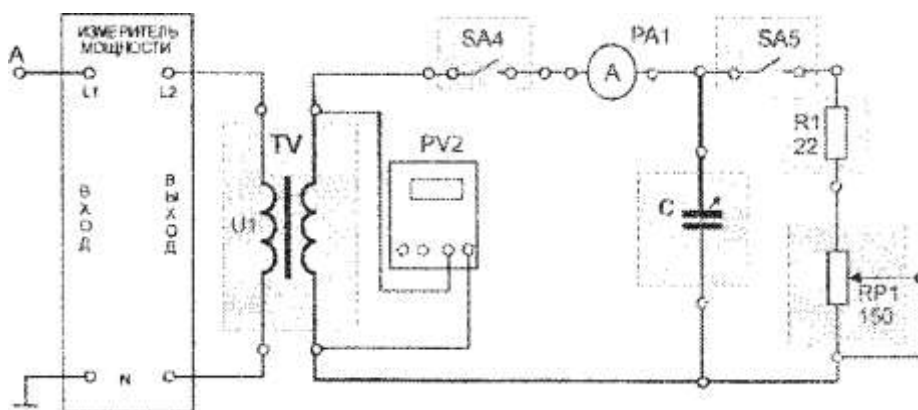 ИЗМЕРИТЕЛЬ
МОЩНОСТИ
A
L1
L2
ВХОД
ВЫХОД
N
U1
TV
PV2
SA4
PA1
A
SA5
C
R1
22
RP1
150